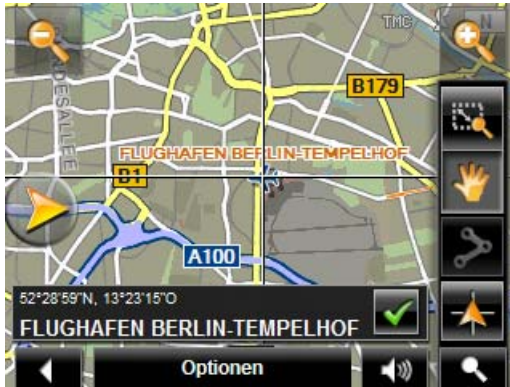 TMC
N
B179
FLUGHAFEN BERLIN-TEMPELHOF
B1
A100
52°28'59"N, 13°23'15"O
FLUGHAFEN BERLIN-TEMPELHOF
Optionen